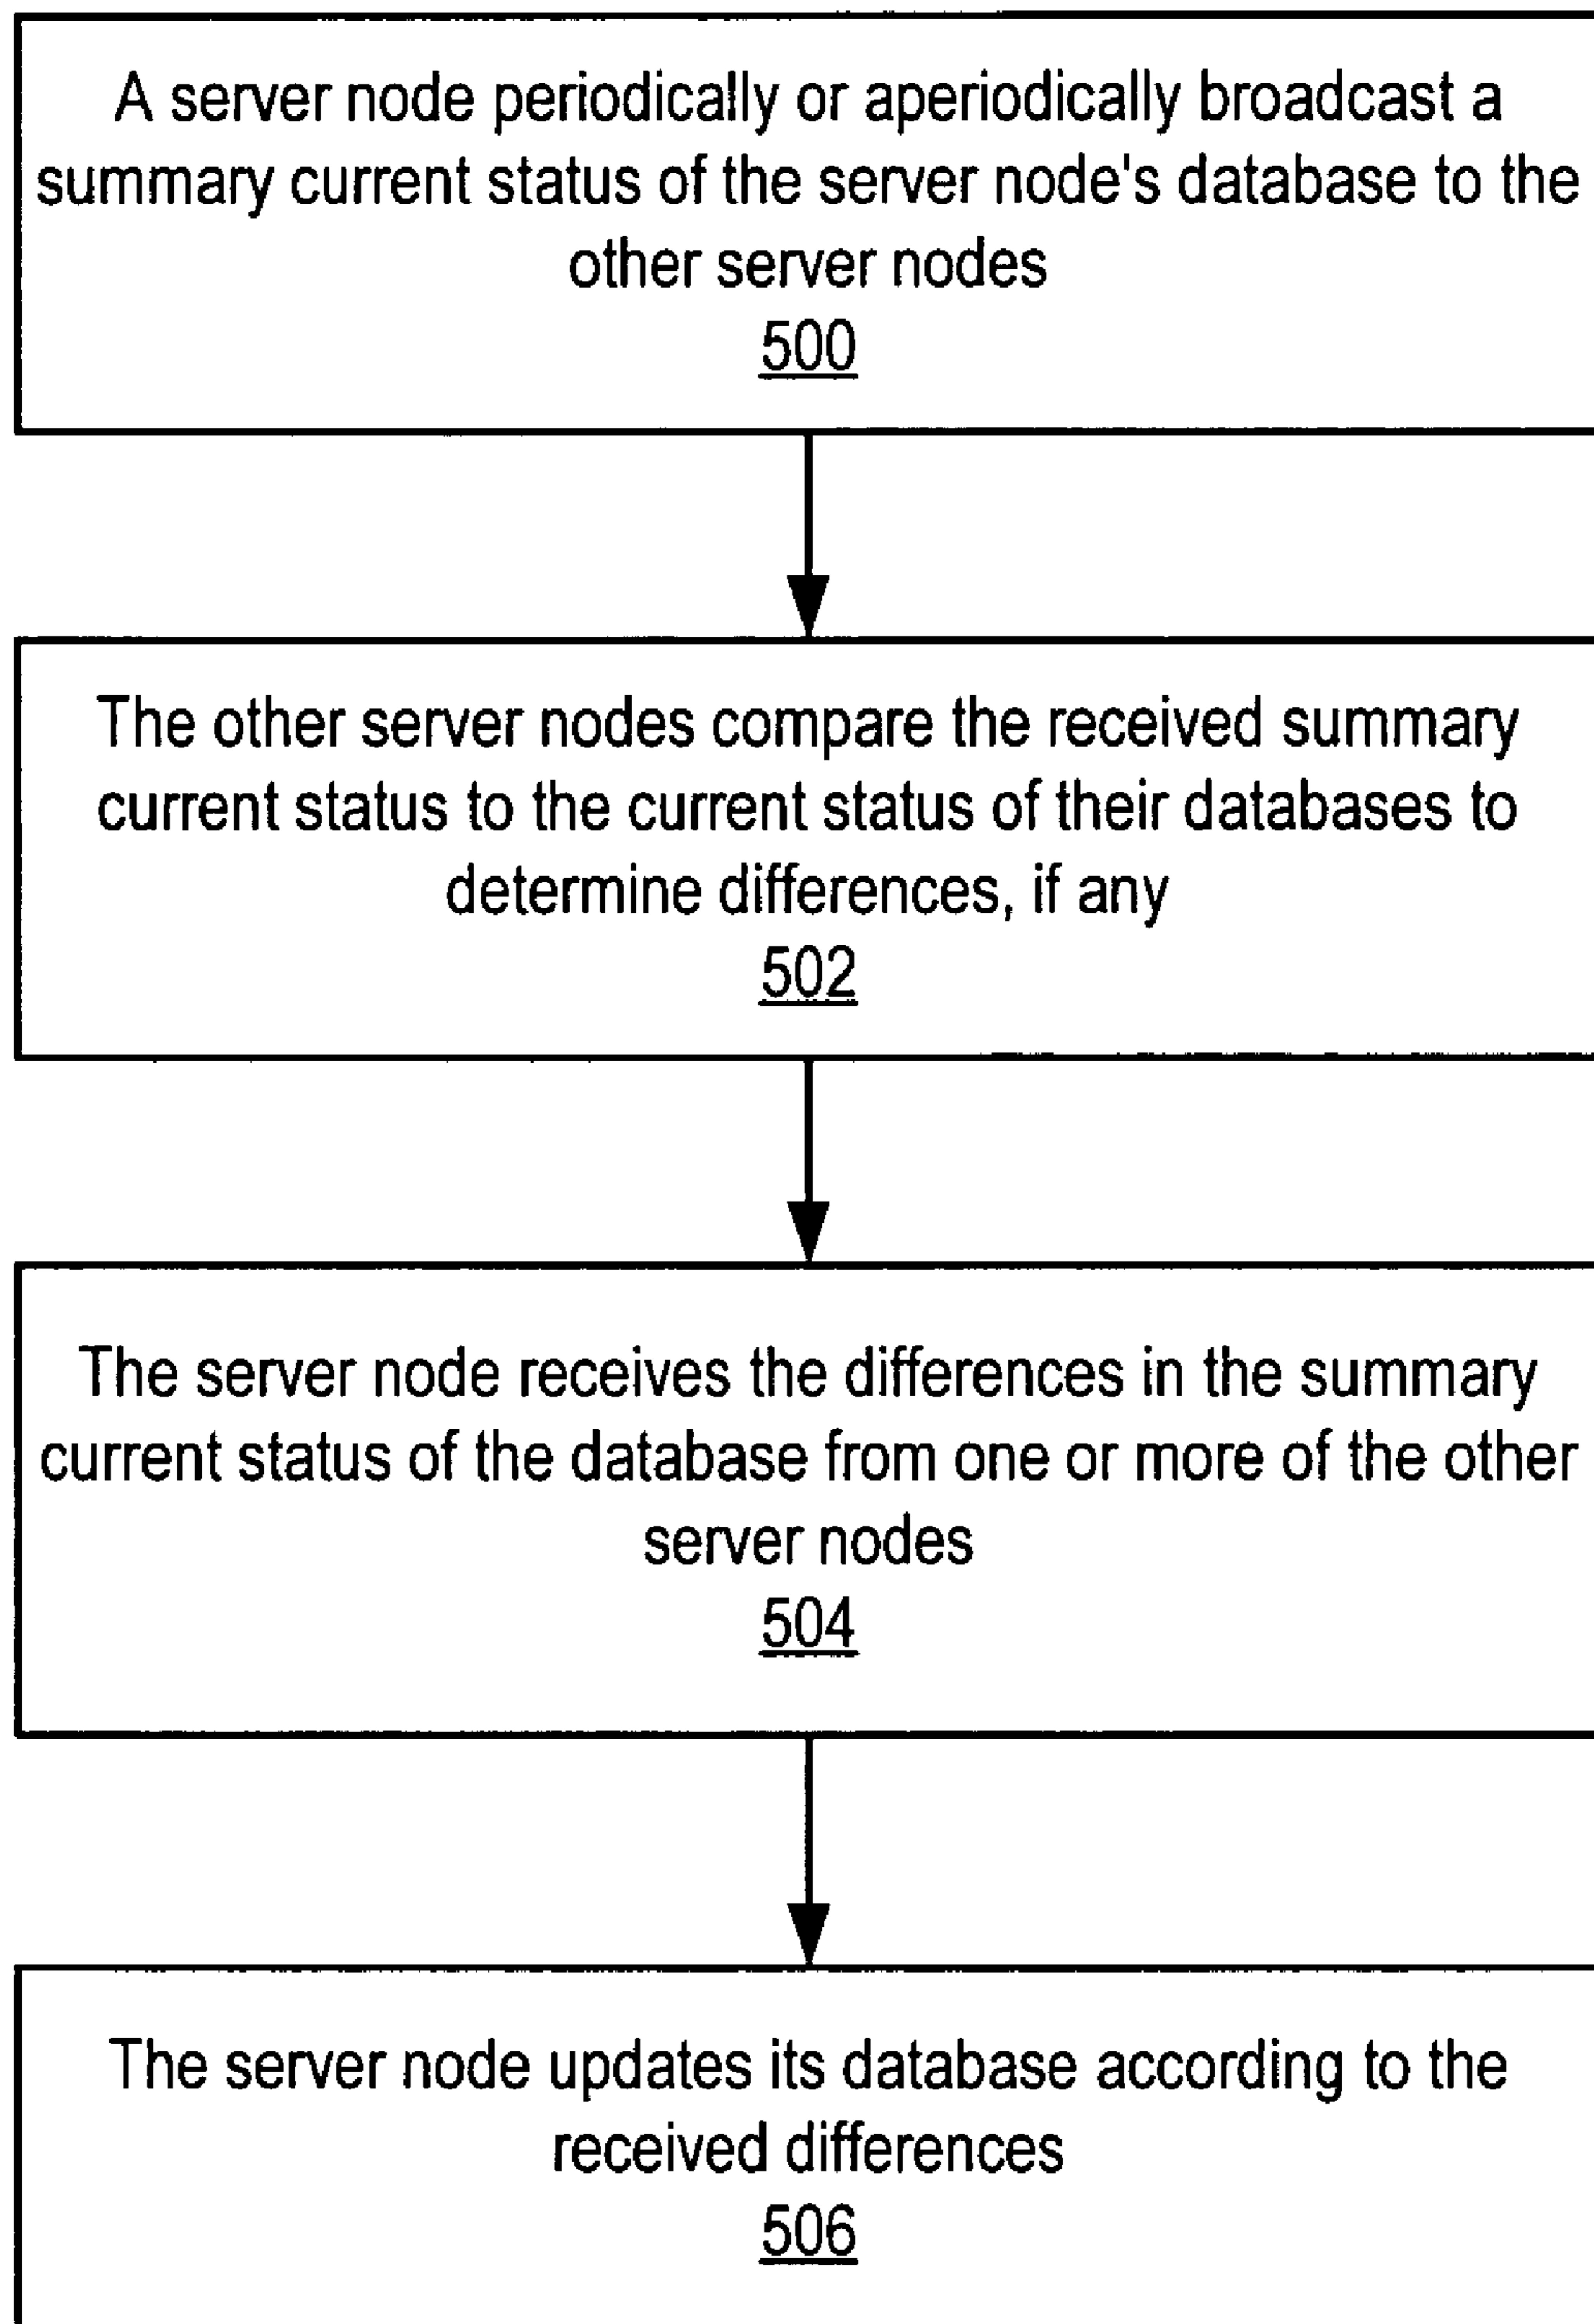 A server node periodically or aperiodically broadcast a
summary current status of the server node's database to the
other server nodes
500
The other server nodes compare the received summary
current status to the current status of their databases to
determine differences, if any
502
The server node receives the differences in the summary
current status of the database from one or more of the other
server nodes
504
The server node updates its database according to the
received differences
506